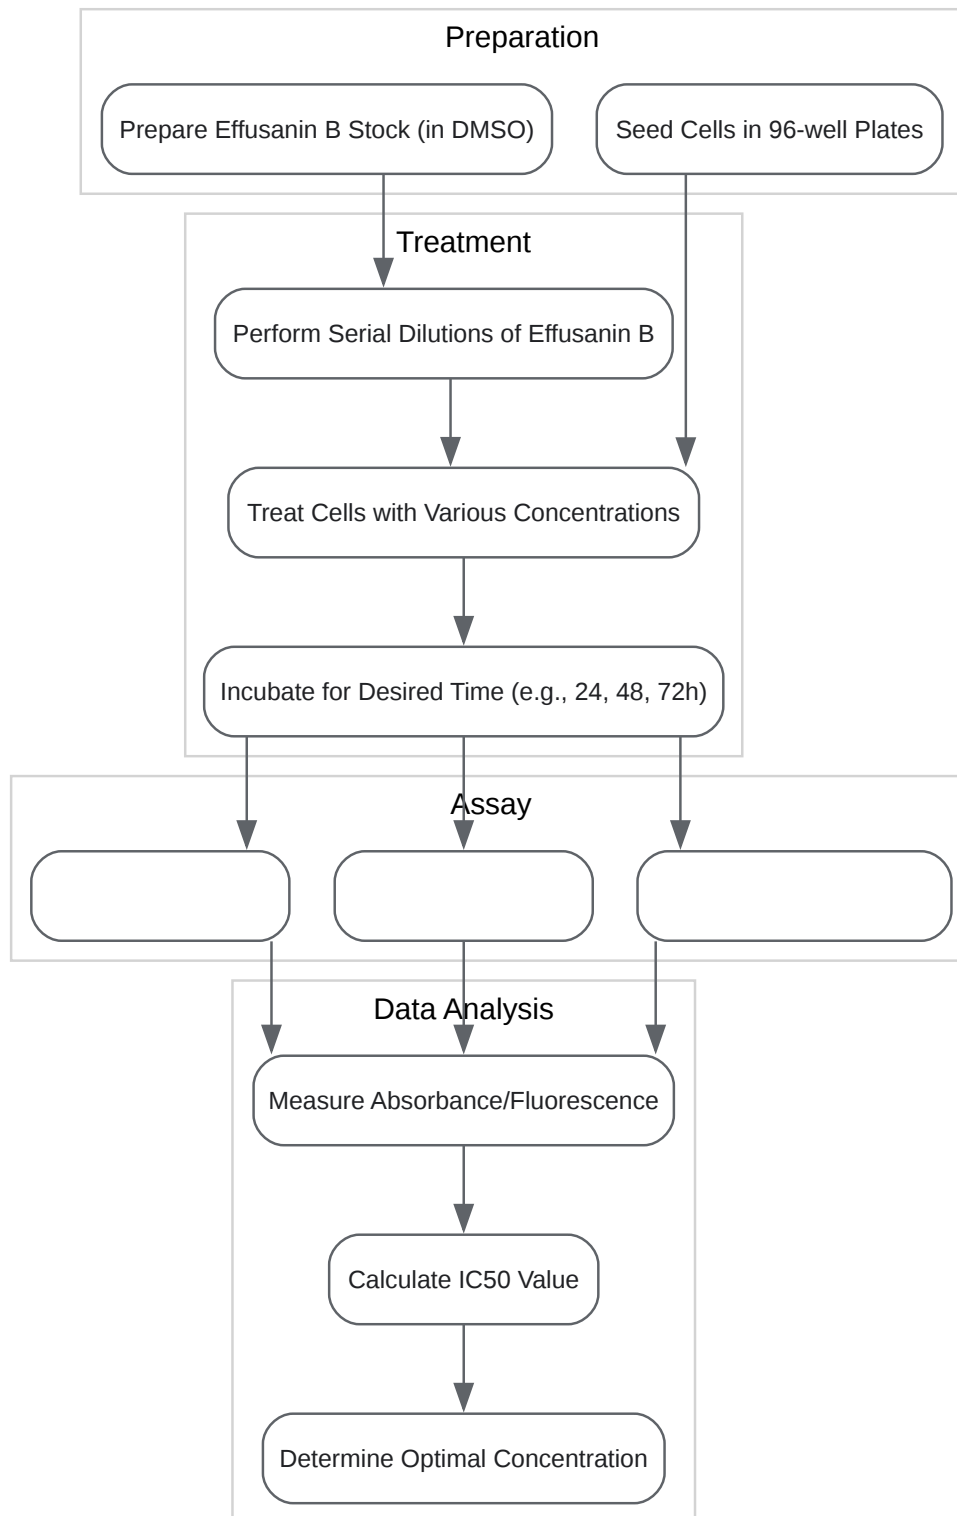 Preparation
Prepare Effusanin B Stock (in DMSO)
Seed Cells in 96-well Plates
Treatment
Perform Serial Dilutions of Effusanin B
Treat Cells with Various Concentrations
Incubate for Desired Time (e.g., 24, 48, 72h)
Assay
Data Analysis
Measure Absorbance/Fluorescence
Calculate IC50 Value
Determine Optimal Concentration